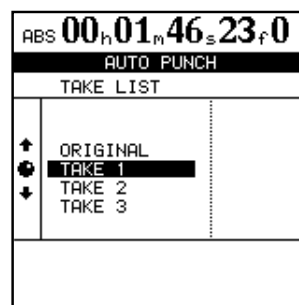 ABS 00h01m46s23f0
AUTO PUNCH
TAKE LIST
ORIGINAL
TAKE 1
TAKE 2
TAKE 3